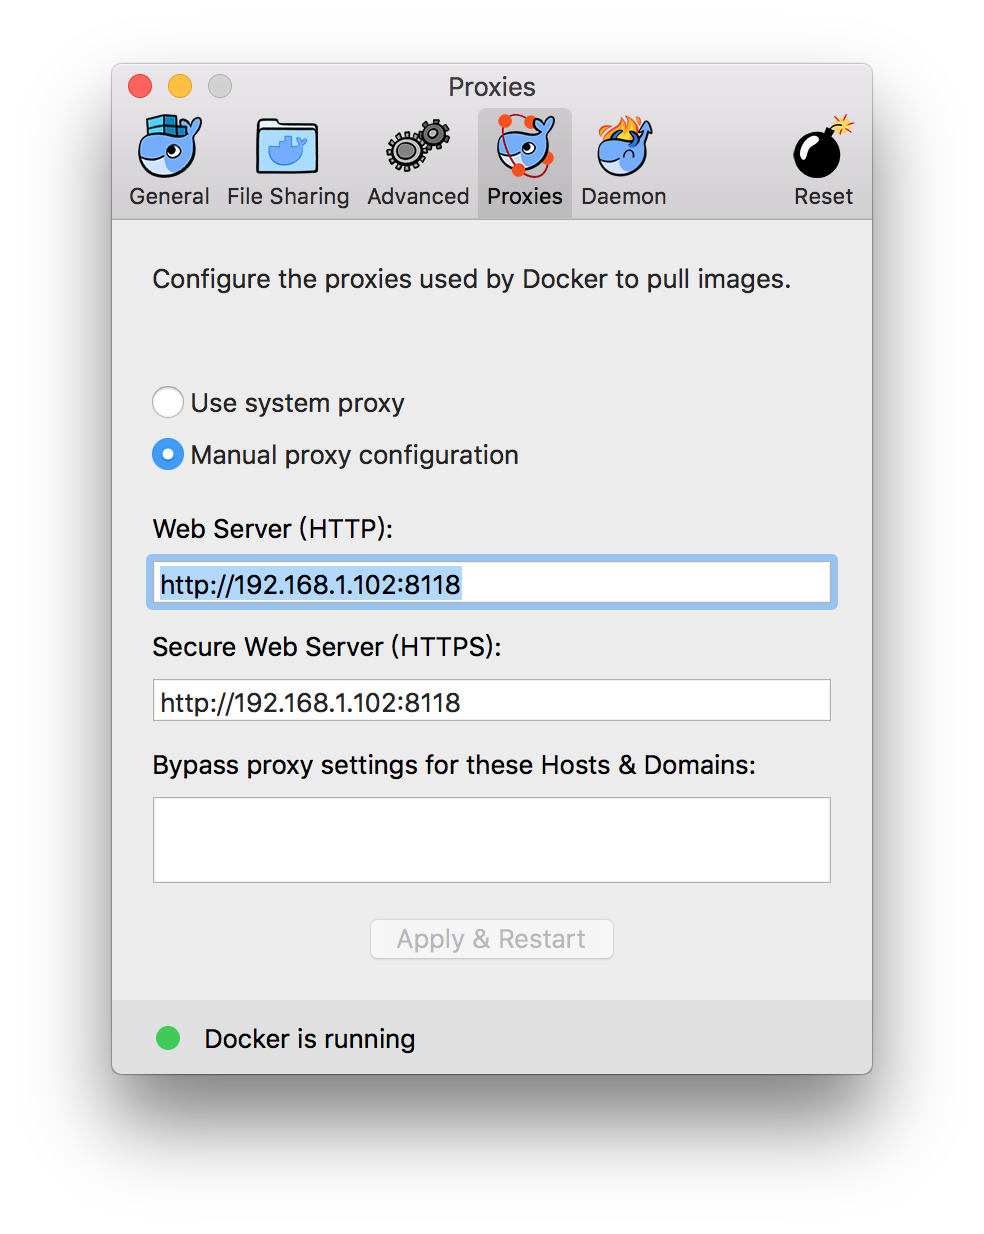 Proxies
General
File Sharing
Advanced
Proxies
Daemon
Reset
Configure the proxies used by Docker to pull images.
Use system proxy
Manual proxy configuration
Web Server (HTTP):
http://192.168.1.102:8118
Secure Web Server (HTTPS):
http://192.168.1.102:8118
Bypass proxy settings for these Hosts & Domains:
Apply & Restart
Docker is running